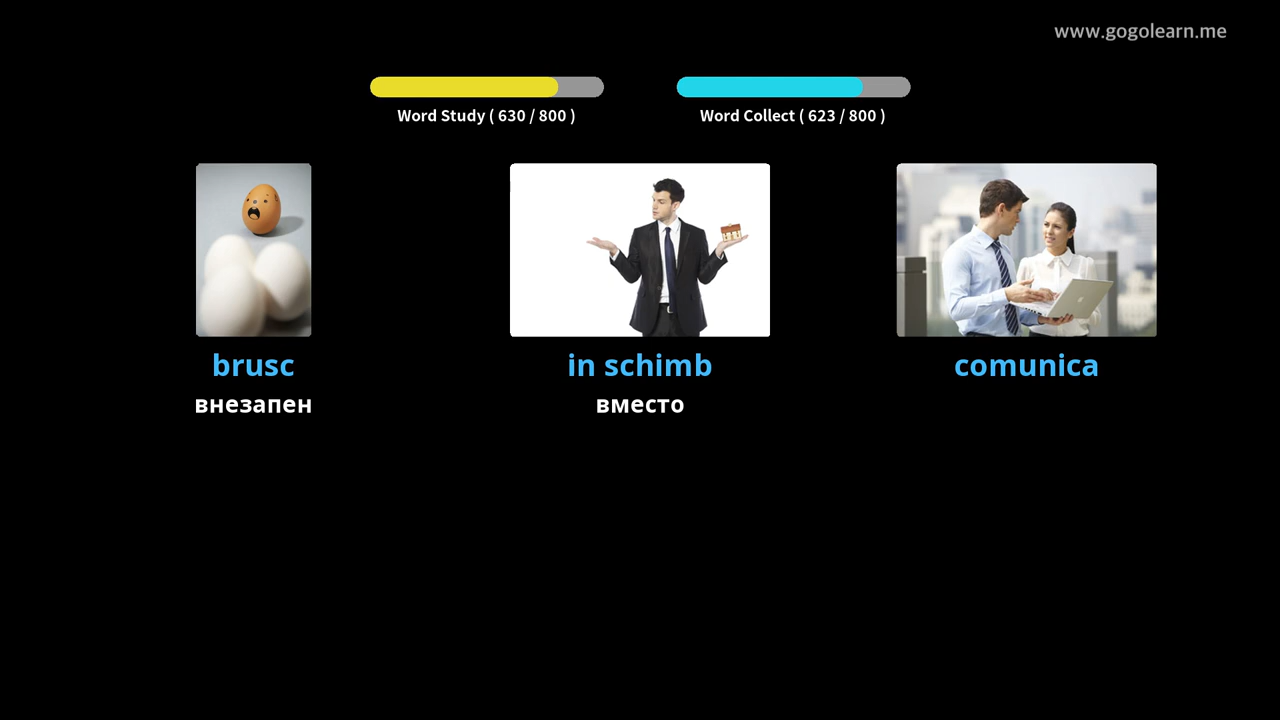 www.gogolearn.me
Word Study ( 630 / 800 )
Word Collect ( 623 / 800 )
brusc
in schimb
comunica
внезапен
вместо